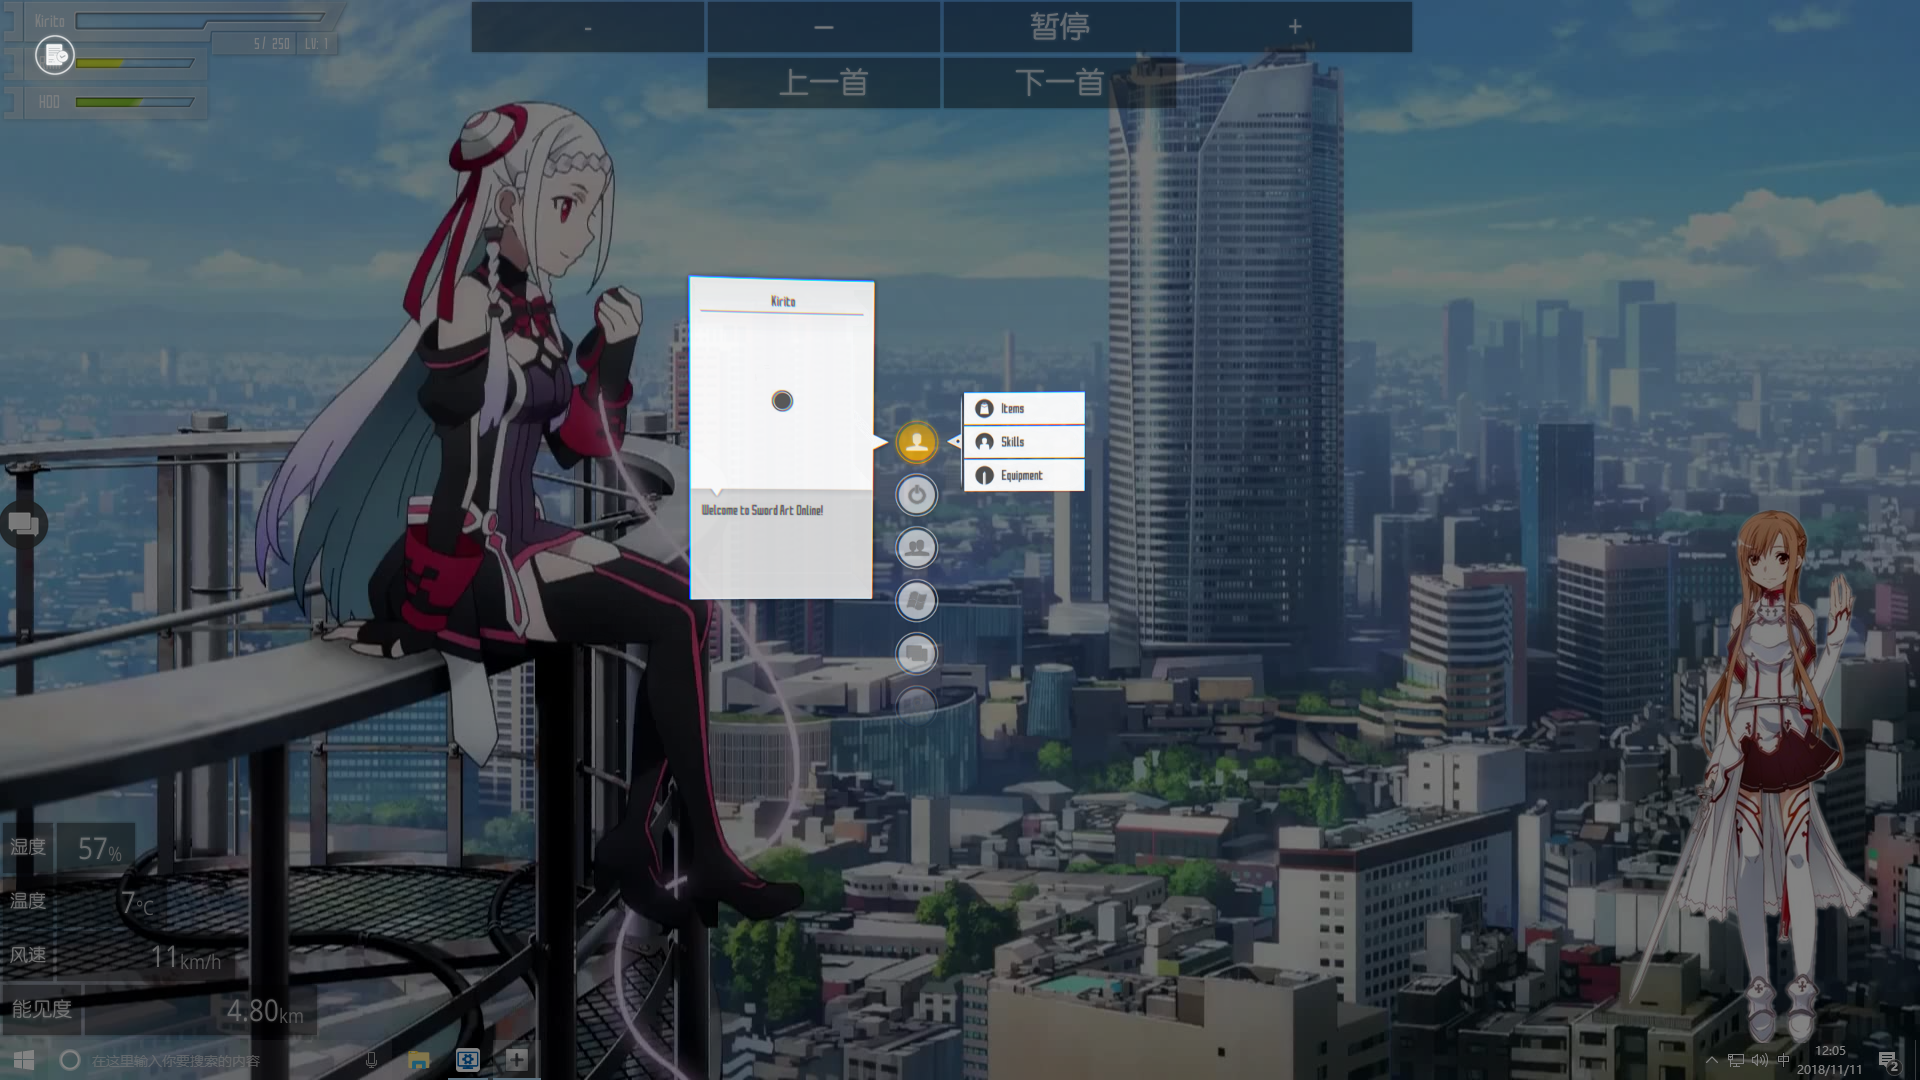 Kirito
5/ 250
LV. 1
HDD
-
—
暂停
+
上一首
下一首
Kirito
Welcome to Sword Art Online!
Items
Skills
Equipment
湿度
57%
温度
7°C
风速
11km/h
能见度
4.80km
在这里输入你要搜索的内容
中
12:05
2018/11/11
2